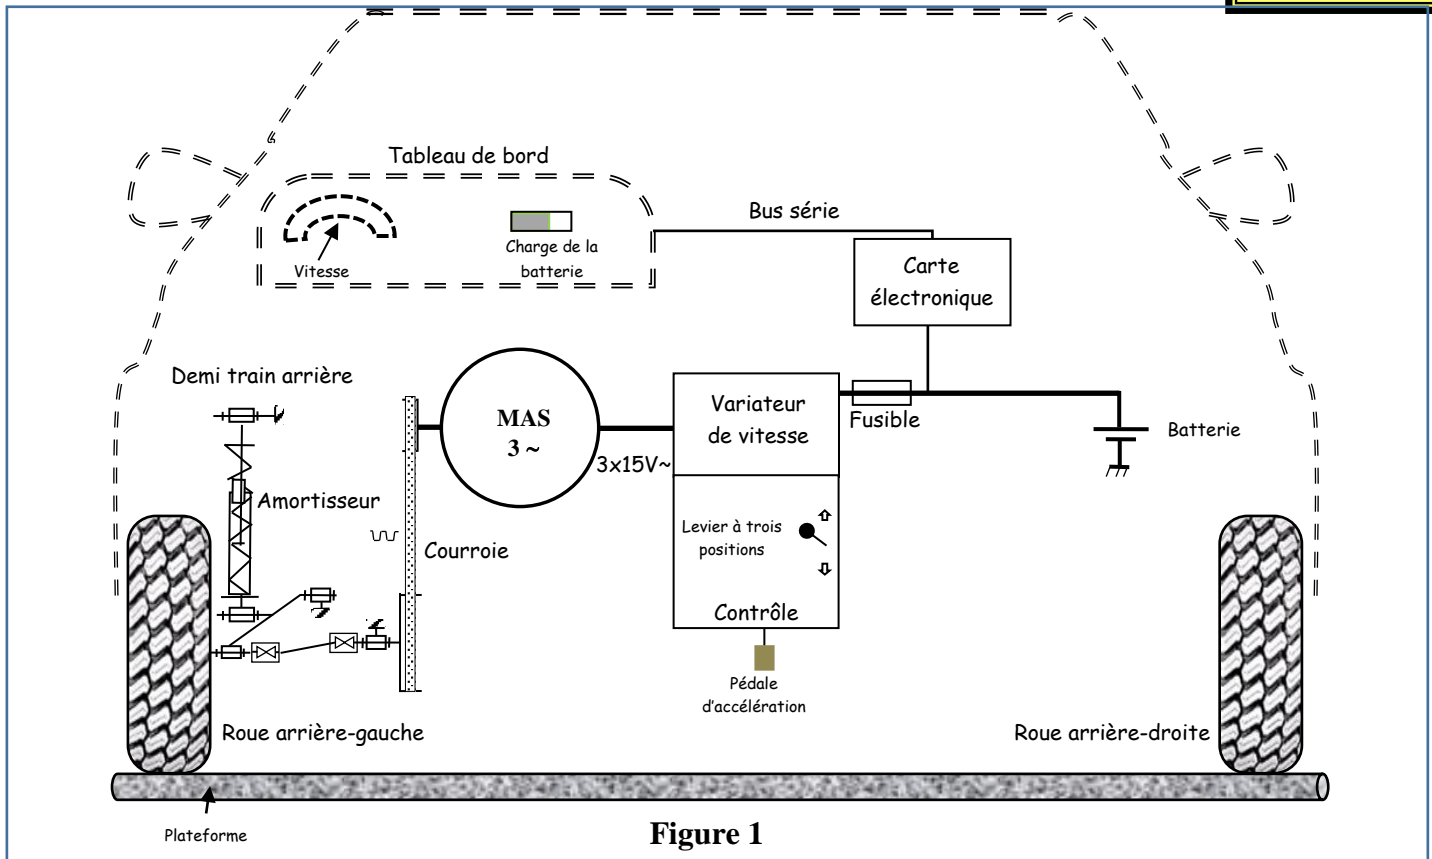 Tableau de bord
Bus série
Vitesse
Charge de la
batterie
Carte
électronique
Demi train arrière
MAS
3 ~
3x15V~
Variateur
de vitesse
Fusible
Batterie
Amortisseur
Courroie
Levier à trois
positions
Contrôle
Pédale
d'accélération
Roue arrière-gauche
Roue arrière-droite
Plateforme
Figure 1